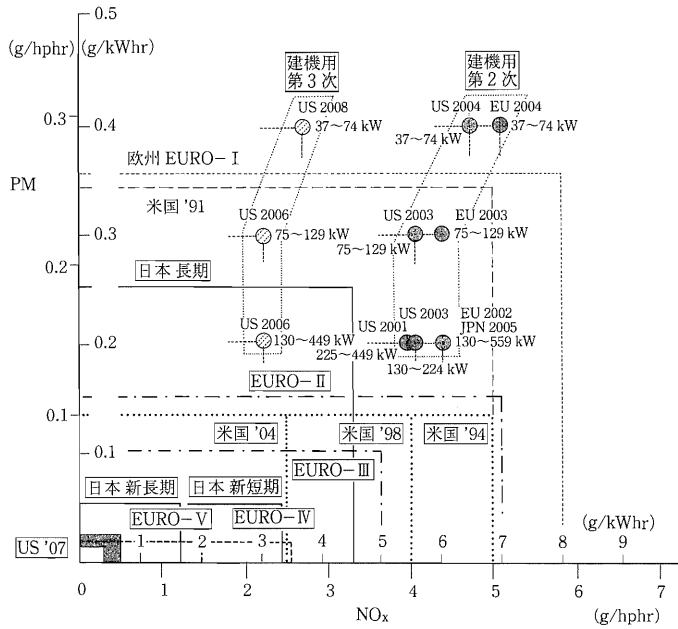 0.5
(g/hphr) (g/kWhr)
建機用
第3次
建機用
第2次
US 2008
37〜74 kW
US 2004
EU 2004
37〜74 kW
37〜74 kW
0.3
0.4
欧州 EURO-Ⅰ
PM
米国 '91
US 2006
75〜129 kW
US 2003
EU 2003
75〜129 kW
75〜129 kW
0.3
0.2
日本 長期
US 2006
130〜449 kW
US 2001
225〜449 kW
US 2003
EU 2002
JPN 2005
130〜559 kW
130〜224 kW
0.2
EURO-Ⅱ
0.1
米国 '04
米国 '98
米国 '94
0.1
EURO-Ⅲ
日本 新長期
日本 新短期
EURO-Ⅴ
EURO-Ⅳ
(g/kWhr)
US '07
1 2 3 4 5 6 7 8 9
0 1 2 3 4 5 6 7
NOx
(g/hphr)